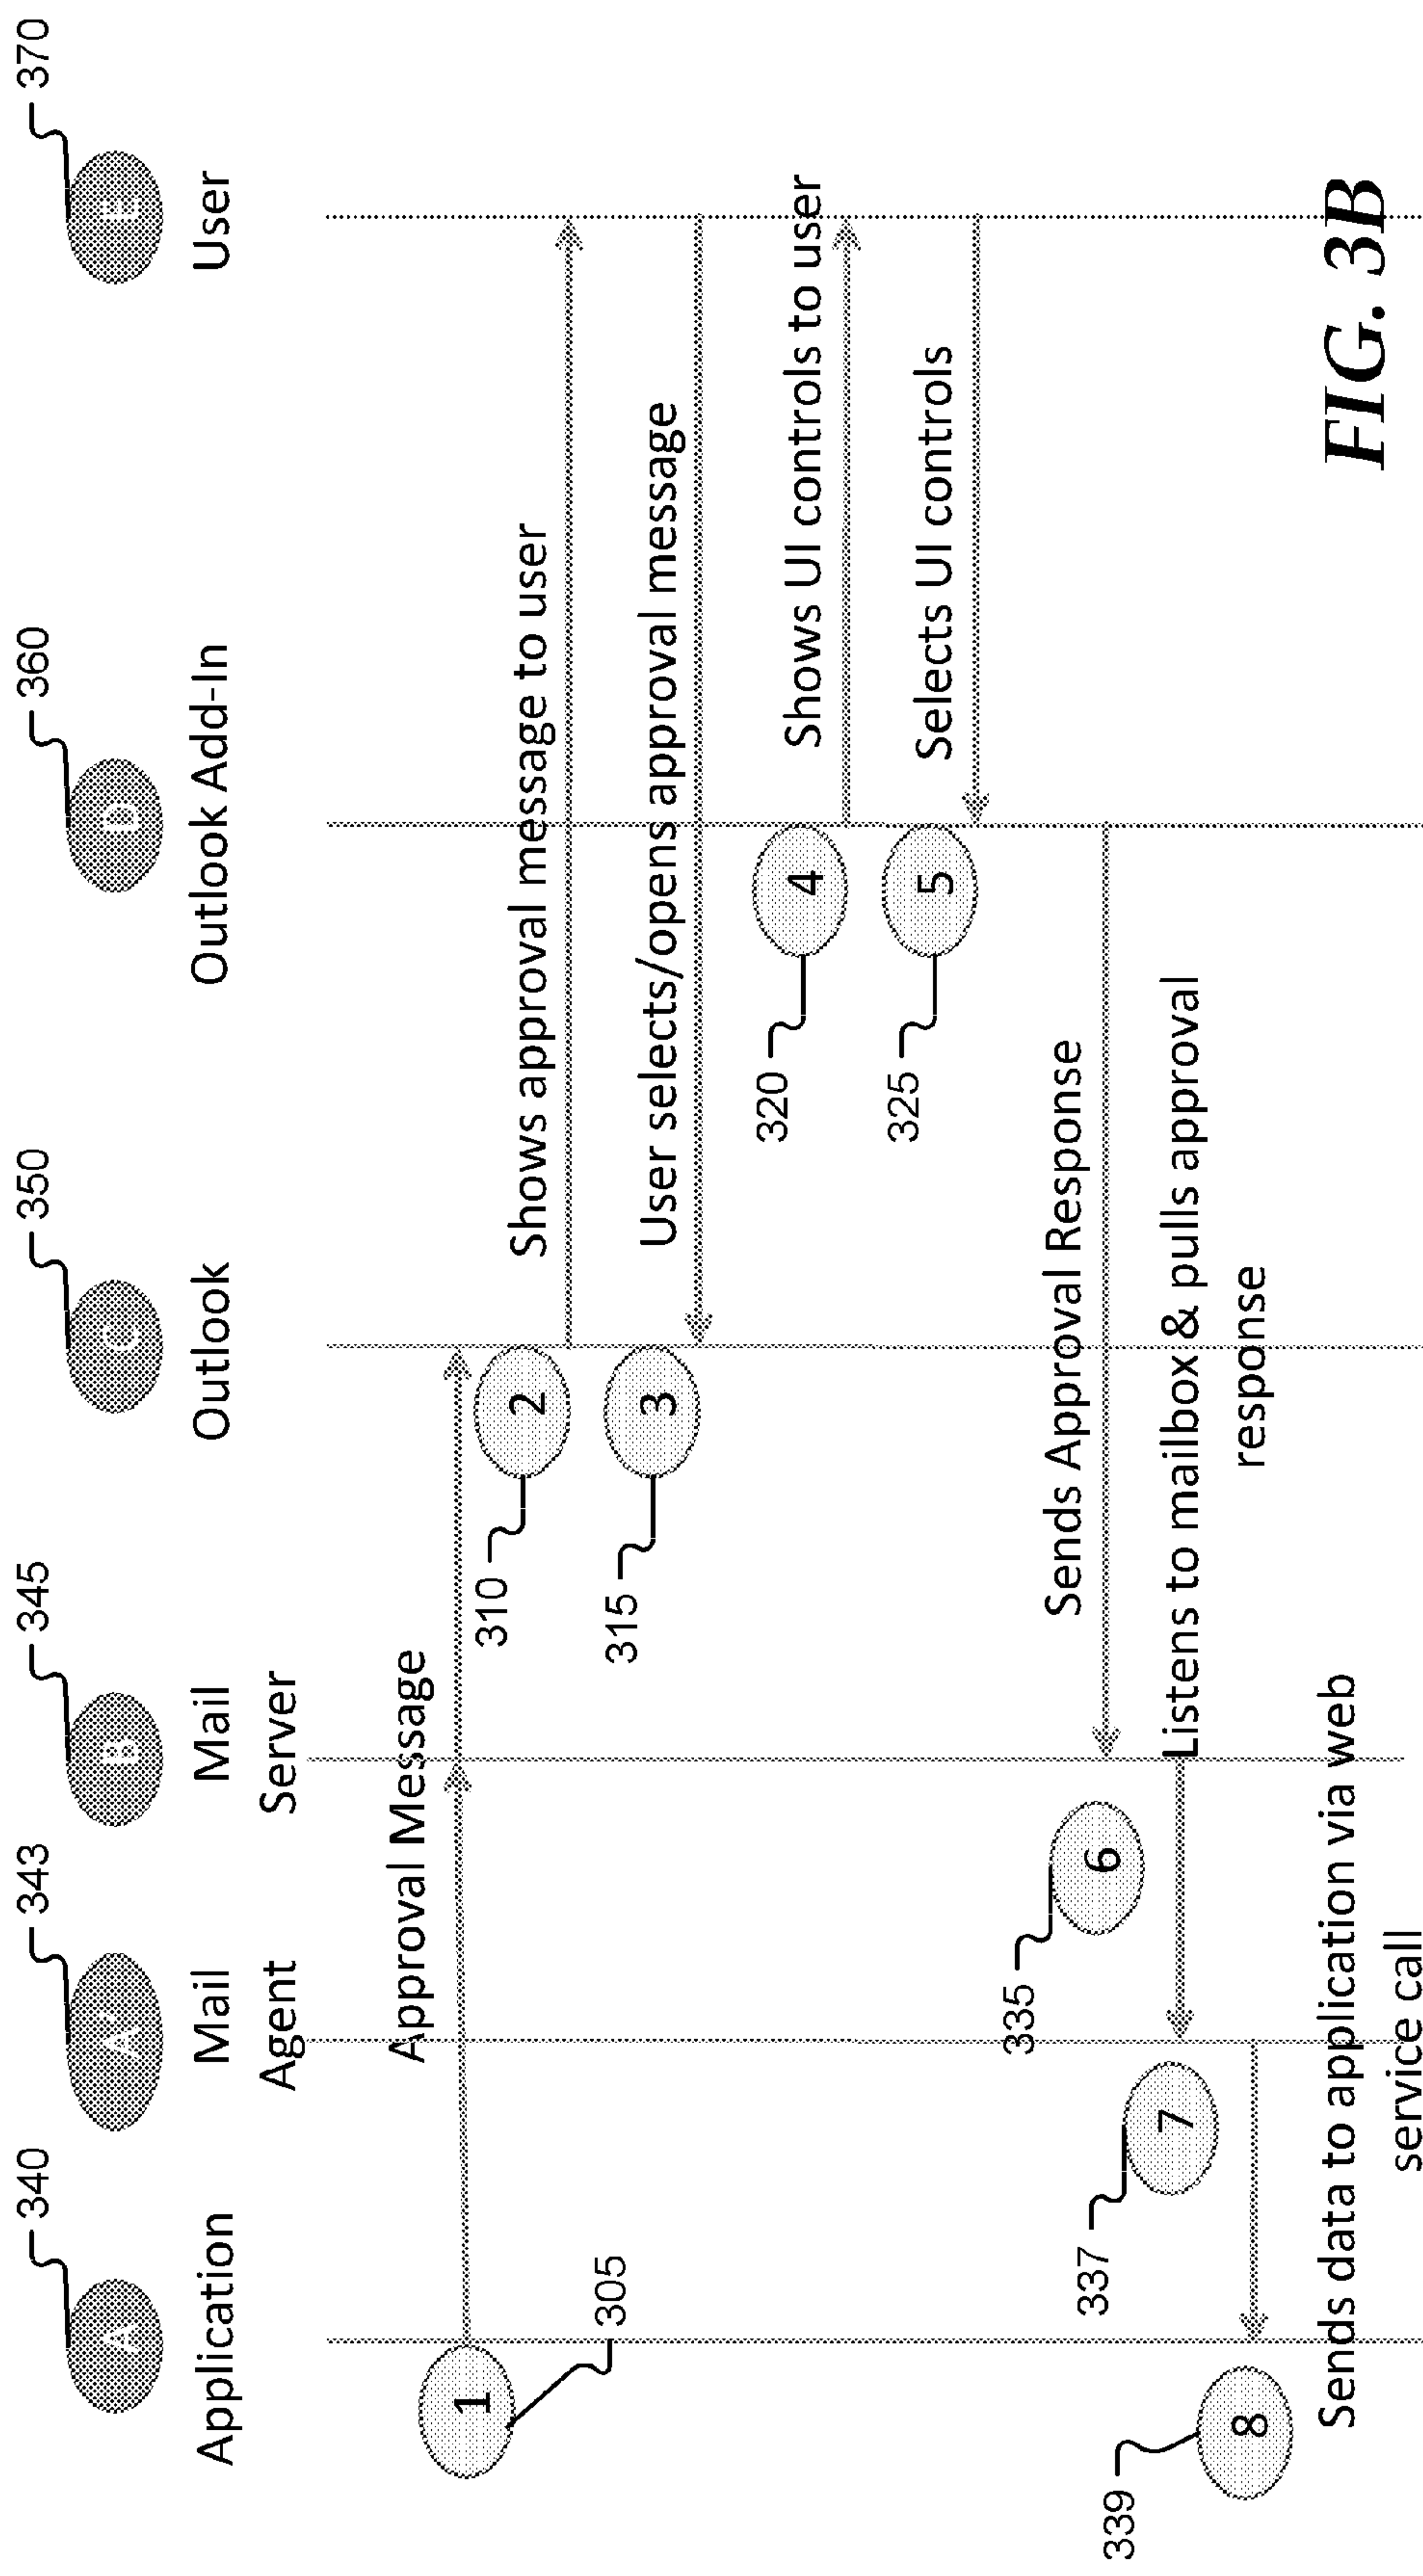 340
343
345
350
360
370
A
A'
B
C
D
E
Application
Mail
Agent
Mail
Server
Outlook
Outlook Add-In
User
Approval Message
1
305
2
310
Shows approval message to user
3
315
User selects/opens approval message
4
320
Shows UI controls to user
5
325
Selects UI controls
Sends Approval Response
6
335
Listens to mailbox & pulls approval
response
7
337
8
339
Sends data to application via web
service call
FIG. 3B